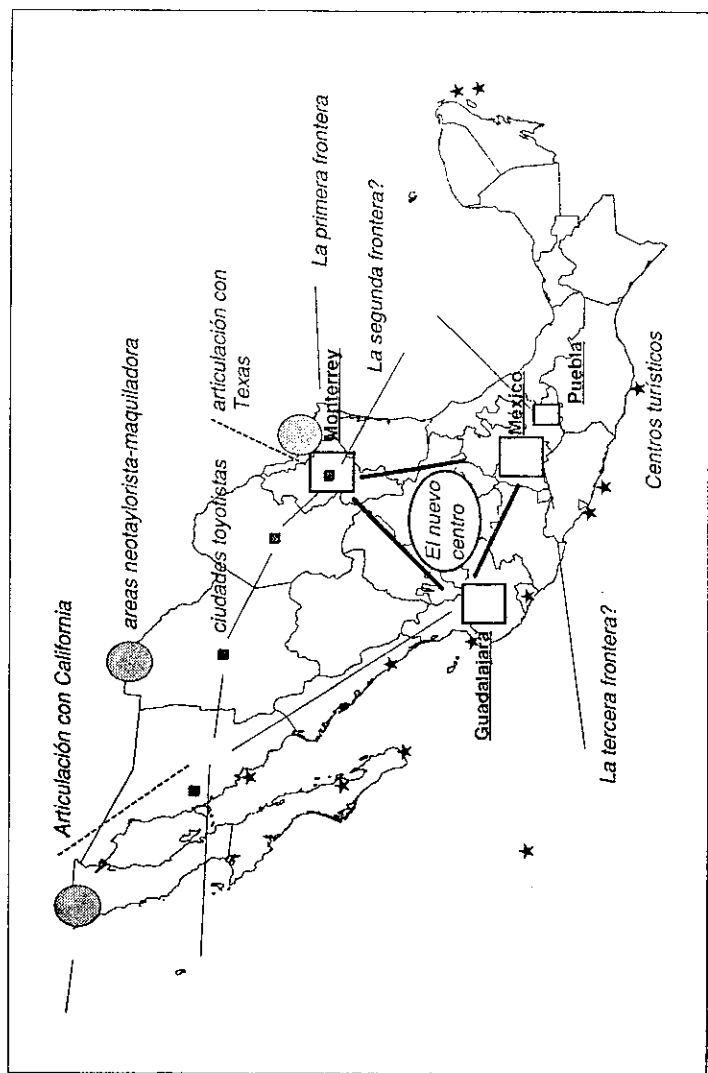 Articulación con California
areas neotaylorista-maquiladora
ciudades toyotistas
articulación con
Texas
La primera frontera
Monterrey
La segunda frontera?
El nuevo
centro
Guadalajara
México
Puebla
La tercera frontera?
Centros turísticos